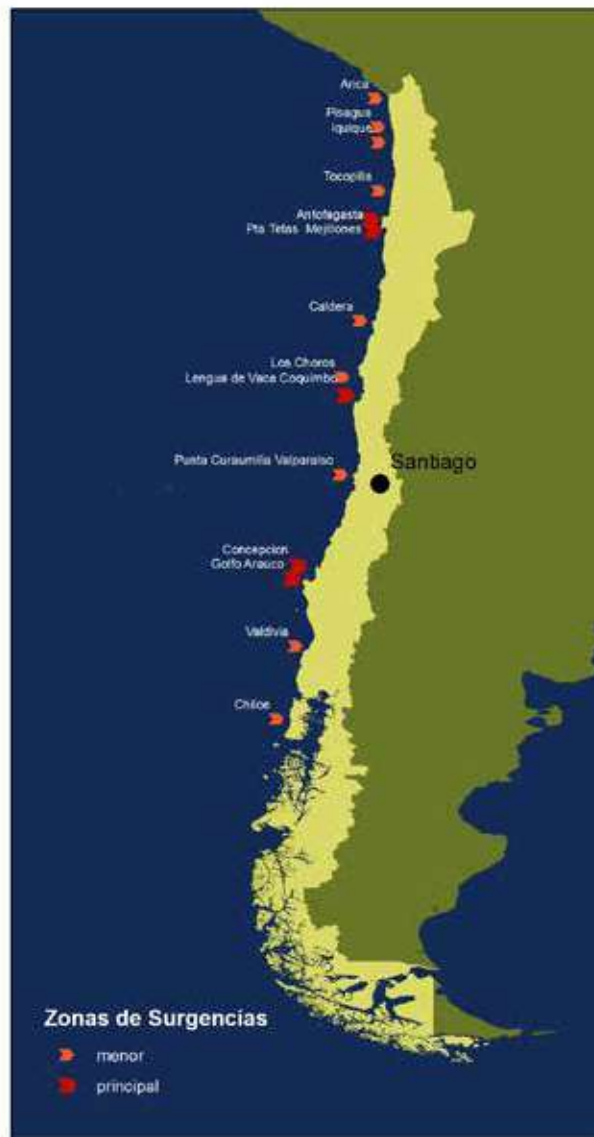 Arica
Pisagua
Iquique
Tocopilla
Antofagasta
Pta Tetas Mejillones
Caldera
Los Choros
Lengua de Vaca Coquimbo
Punta Curaumilla Valparaiso
Santiago
Concepcion
Golfo Arauco
Valdivia
Chiloe
Zonas de Surgencías
menor
principal